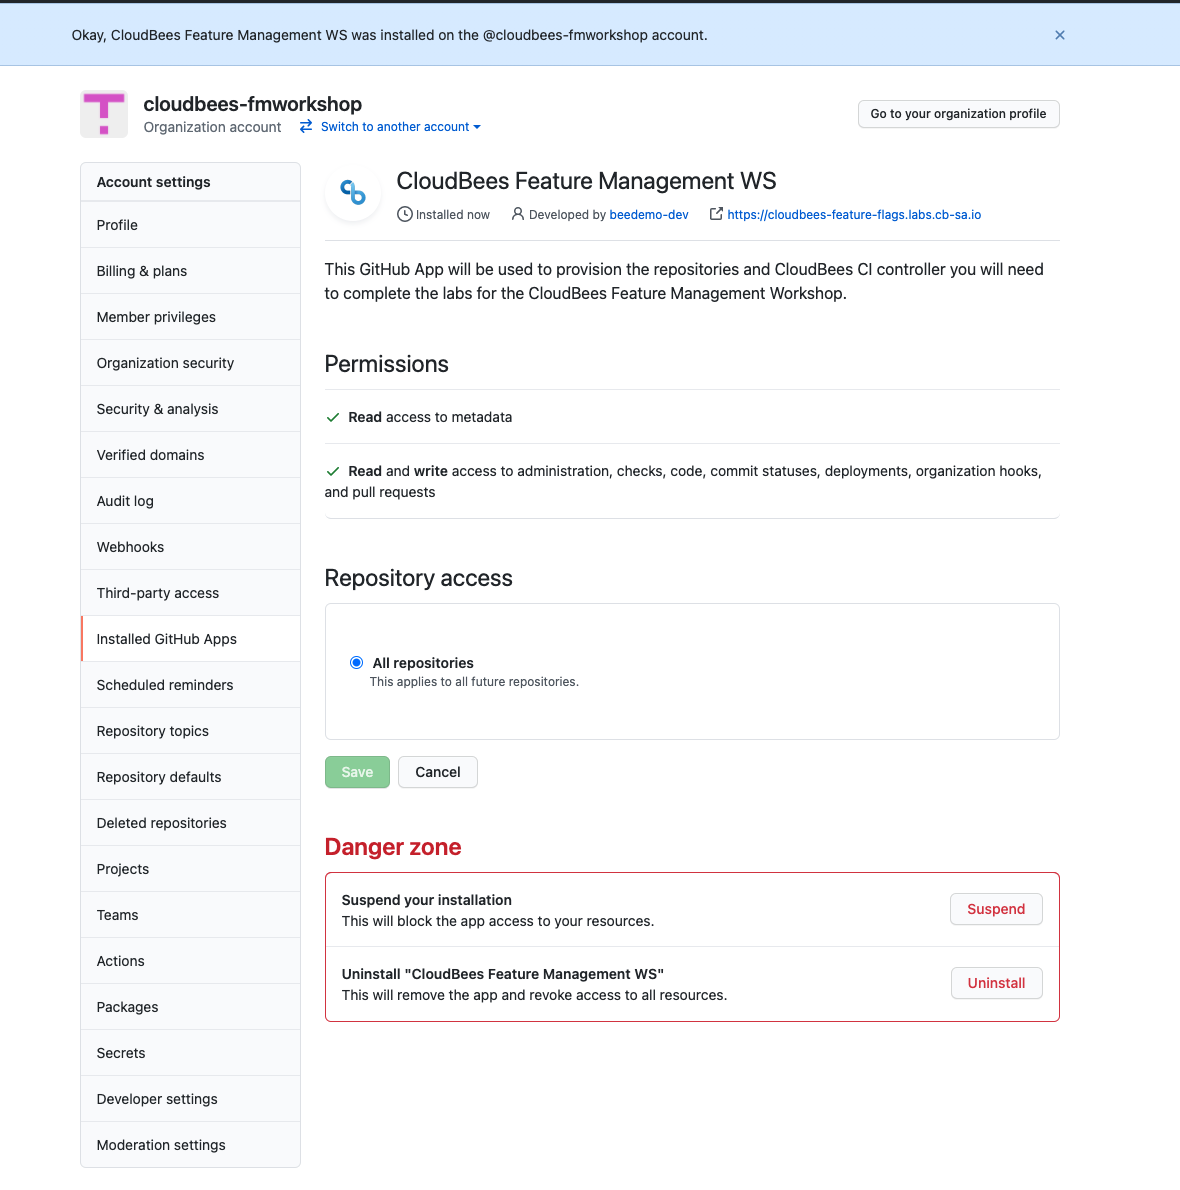 Okay, CloudBees Feature Management WS was installed on the @cloudbees-fmworkshop account.
cloudbees-fmworkshop
Organization account
Switch to another account
Go to your organization profile
Account settings
Profile
Billing & plans
Member privileges
Organization security
Security & analysis
Verified domains
Audit log
Webhooks
Third-party access
Installed GitHub Apps
Scheduled reminders
Repository topics
Repository defaults
Deleted repositories
Projects
Teams
Actions
Packages
Secrets
Developer settings
Moderation settings
CloudBees Feature Management WS
Installed now
Developed by beedemo-dev
https://cloudbees-feature-flags.labs.cb-sa.io
This GitHub App will be used to provision the repositories and CloudBees CI controller you will need
to complete the labs for the CloudBees Feature Management Workshop.
Permissions
Read access to metadata
Read and write access to administration, checks, code, commit statuses, deployments, organization hooks,
and pull requests
Repository access
All repositories
This applies to all future repositories.
Save
Cancel
Danger zone
Suspend your installation
This will block the app access to your resources.
Suspend
Uninstall "CloudBees Feature Management WS"
This will remove the app and revoke access to all resources.
Uninstall